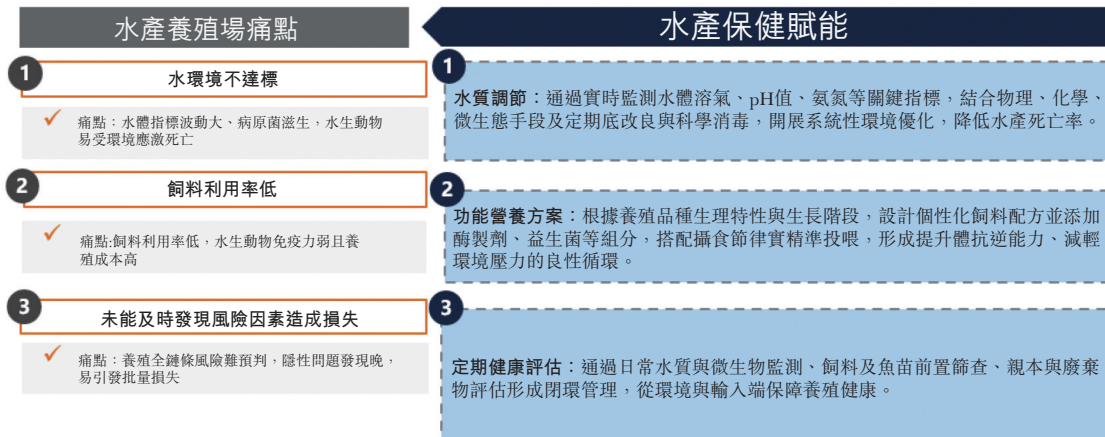 水產養殖場痛點
水產保健賦能
1
水環境不達標
痛點：水體指標波動大、病原菌滋生，水生動物
易受環境應激死亡
1
水質調節：通過實時監測水體溶氧、pH值、氨氮等關鍵指標，結合物理、化學、
微生態手段及定期底改良與科學消毒，開展系統性環境優化，降低水產死亡率。
2
飼料利用率低
痛點:飼料利用率低，水生動物免疫力弱且養
殖成本高
2
功能營養方案：根據養殖品種生理特性與生長階段，設計個性化飼料配方並添加
酶製劑、益生菌等組分，搭配攝食節律實精準投喂，形成提升體抗逆能力、減輕
環境壓力的良性循環。
3
未能及時發現風險因素造成損失
痛點：養殖全鏈條風險難預判，隱性問題發現晚，
易引發批量損失
3
定期健康評估：通過日常水質與微生物監測、飼料及魚苗前置篩查、親本與廢棄
物評估形成閉環管理，從環境與輸入端保障養殖健康。